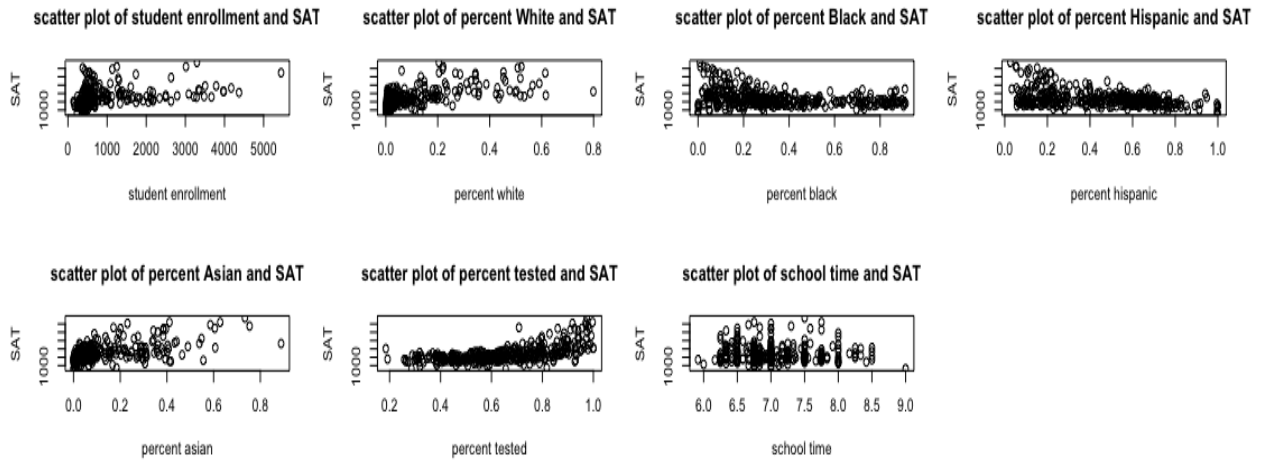 scatter plot of student enrollment and SAT
SAT
1000
0 1000 2000 3000 4000 5000
student enrollment
scatter plot of percent White and SAT
SAT
1000
0.0 0.2 0.4 0.6 0.8
percent white
scatter plot of percent Black and SAT
SAT
1000
0.0 0.2 0.4 0.6 0.8
percent black
scatter plot of percent Hispanic and SAT
SAT
1000
0.0 0.2 0.4 0.6 0.8 1.0
percent hispanic
scatter plot of percent Asian and SAT
SAT
1000
0.0 0.2 0.4 0.6 0.8
percent asian
scatter plot of percent tested and SAT
SAT
1000
0.2 0.4 0.6 0.8 1.0
percent tested
scatter plot of school time and SAT
SAT
1000
6.0 6.5 7.0 7.5 8.0 8.5 9.0
school time